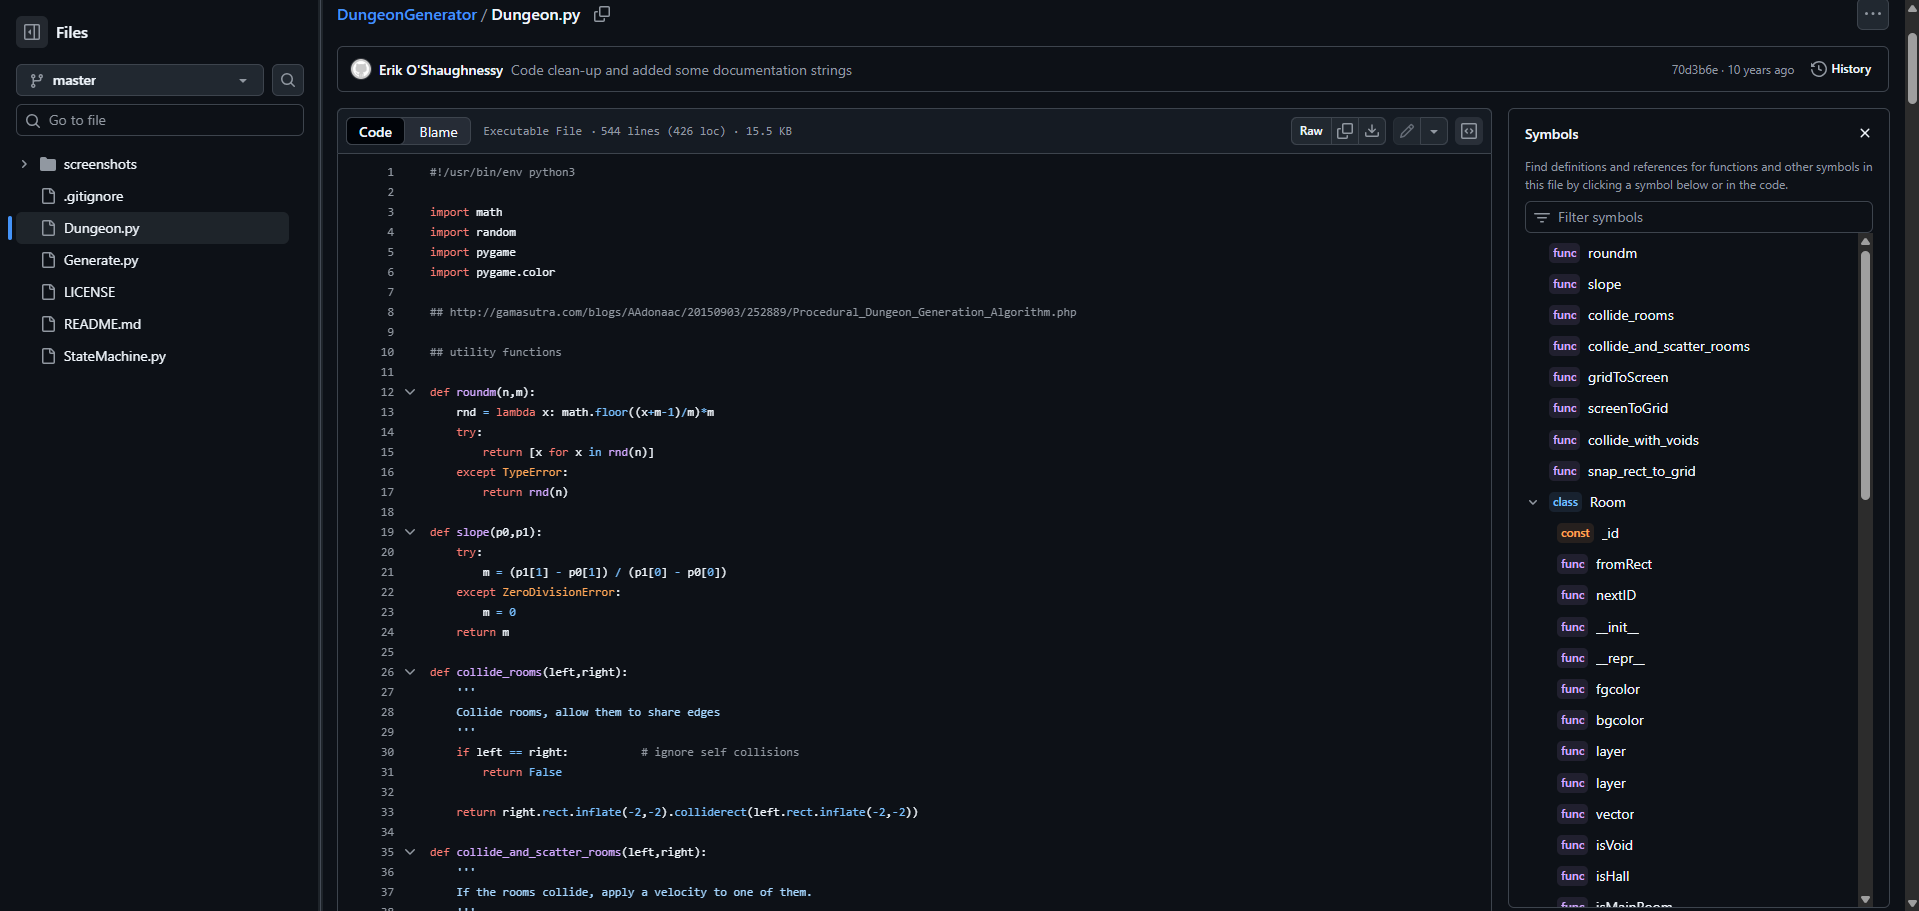 Files
master
Go to file
screenshots
.gitignore
Dungeon.py
Generate.py
LICENSE
README.md
StateMachine.py
DungeonGenerator / Dungeon.py
Erik O'Shaughnessy Code clean-up and added some documentation strings
70d3b6e · 10 years ago History
Code Blame Executable File · 544 lines (426 loc) · 15.5 KB
Raw
1 #!/usr/bin/env python3
2
3 import math
4 import random
5 import pygame
6 import pygame.color
7
8 ## http://gamasutra.com/blogs/AAdonaac/20150903/252889/Procedural_Dungeon_Generation_Algorithm.php
9
10 ## utility functions
11
12 def roundm(n,m):
13 rnd = lambda x: math.floor((x+m-1)/m)*m
14 try:
15 return [x for x in rnd(n)]
16 except TypeError:
17 return rnd(n)
18
19 def slope(p0,p1):
20 try:
21 m = (p1[1] - p0[1]) / (p1[0] - p0[0])
22 except ZeroDivisionError:
23 m = 0
24 return m
25
26 def collide_rooms(left,right):
27 '''
28 Collide rooms, allow them to share edges
29 '''
30 if left == right: # ignore self collisions
31 return False
32
33 return right.rect.inflate(-2,-2).colliderect(left.rect.inflate(-2,-2))
34
35 def collide_and_scatter_rooms(left,right):
36 '''
37 If the rooms collide, apply a velocity to one of them.
38 '''
Symbols
Find definitions and references for functions and other symbols in
this file by clicking a symbol below or in the code.
Filter symbols
func roundm
func slope
func collide_rooms
func collide_and_scatter_rooms
func gridToScreen
func screenToGrid
func collide_with_voids
func snap_rect_to_grid
class Room
const _id
func fromRect
func nextID
func __init__
func __repr__
func fgcolor
func bgcolor
func layer
func layer
func vector
func isVoid
func isHall
func isMainRoom